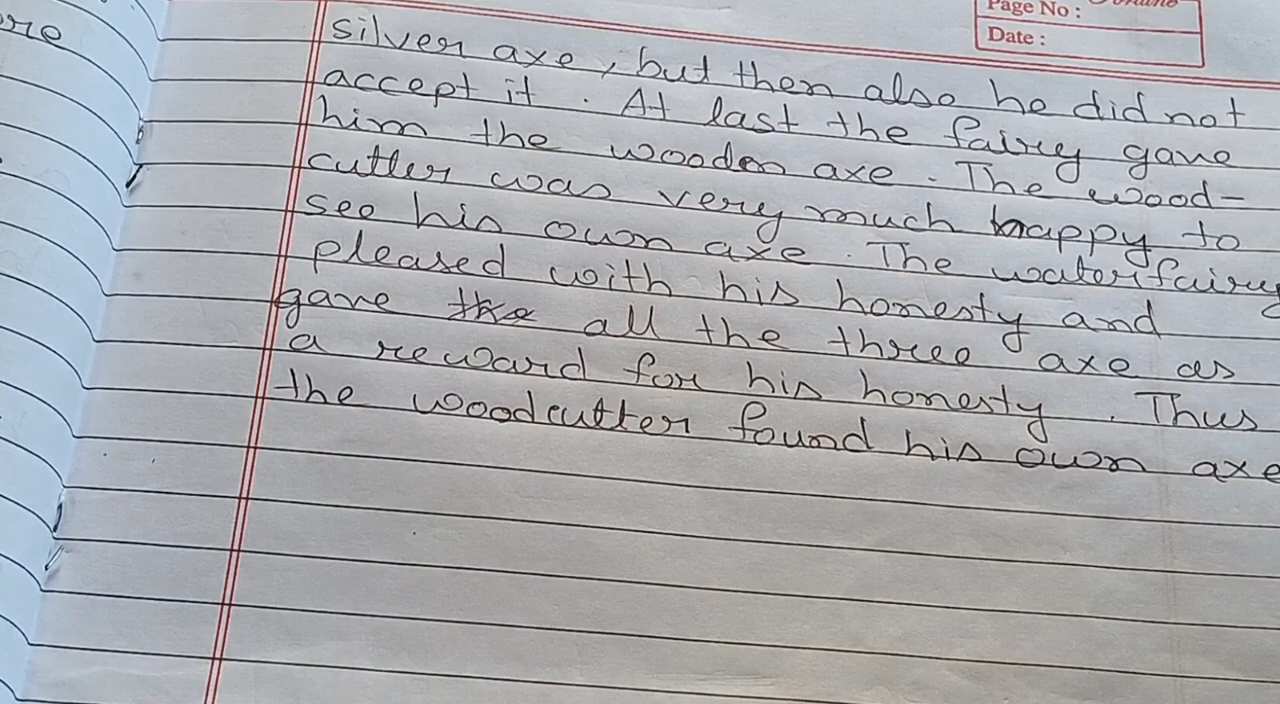 Page No :
Date :
silver axe, but then also he did not
accept it . At last the fairy gave
him the wooden axe . The wood-
cutter was very much happy to
see his own axe . The waterfairy
pleased with his honesty and
gave all the three axe as
a reward for his honesty . Thus
the woodcutter found his own axe